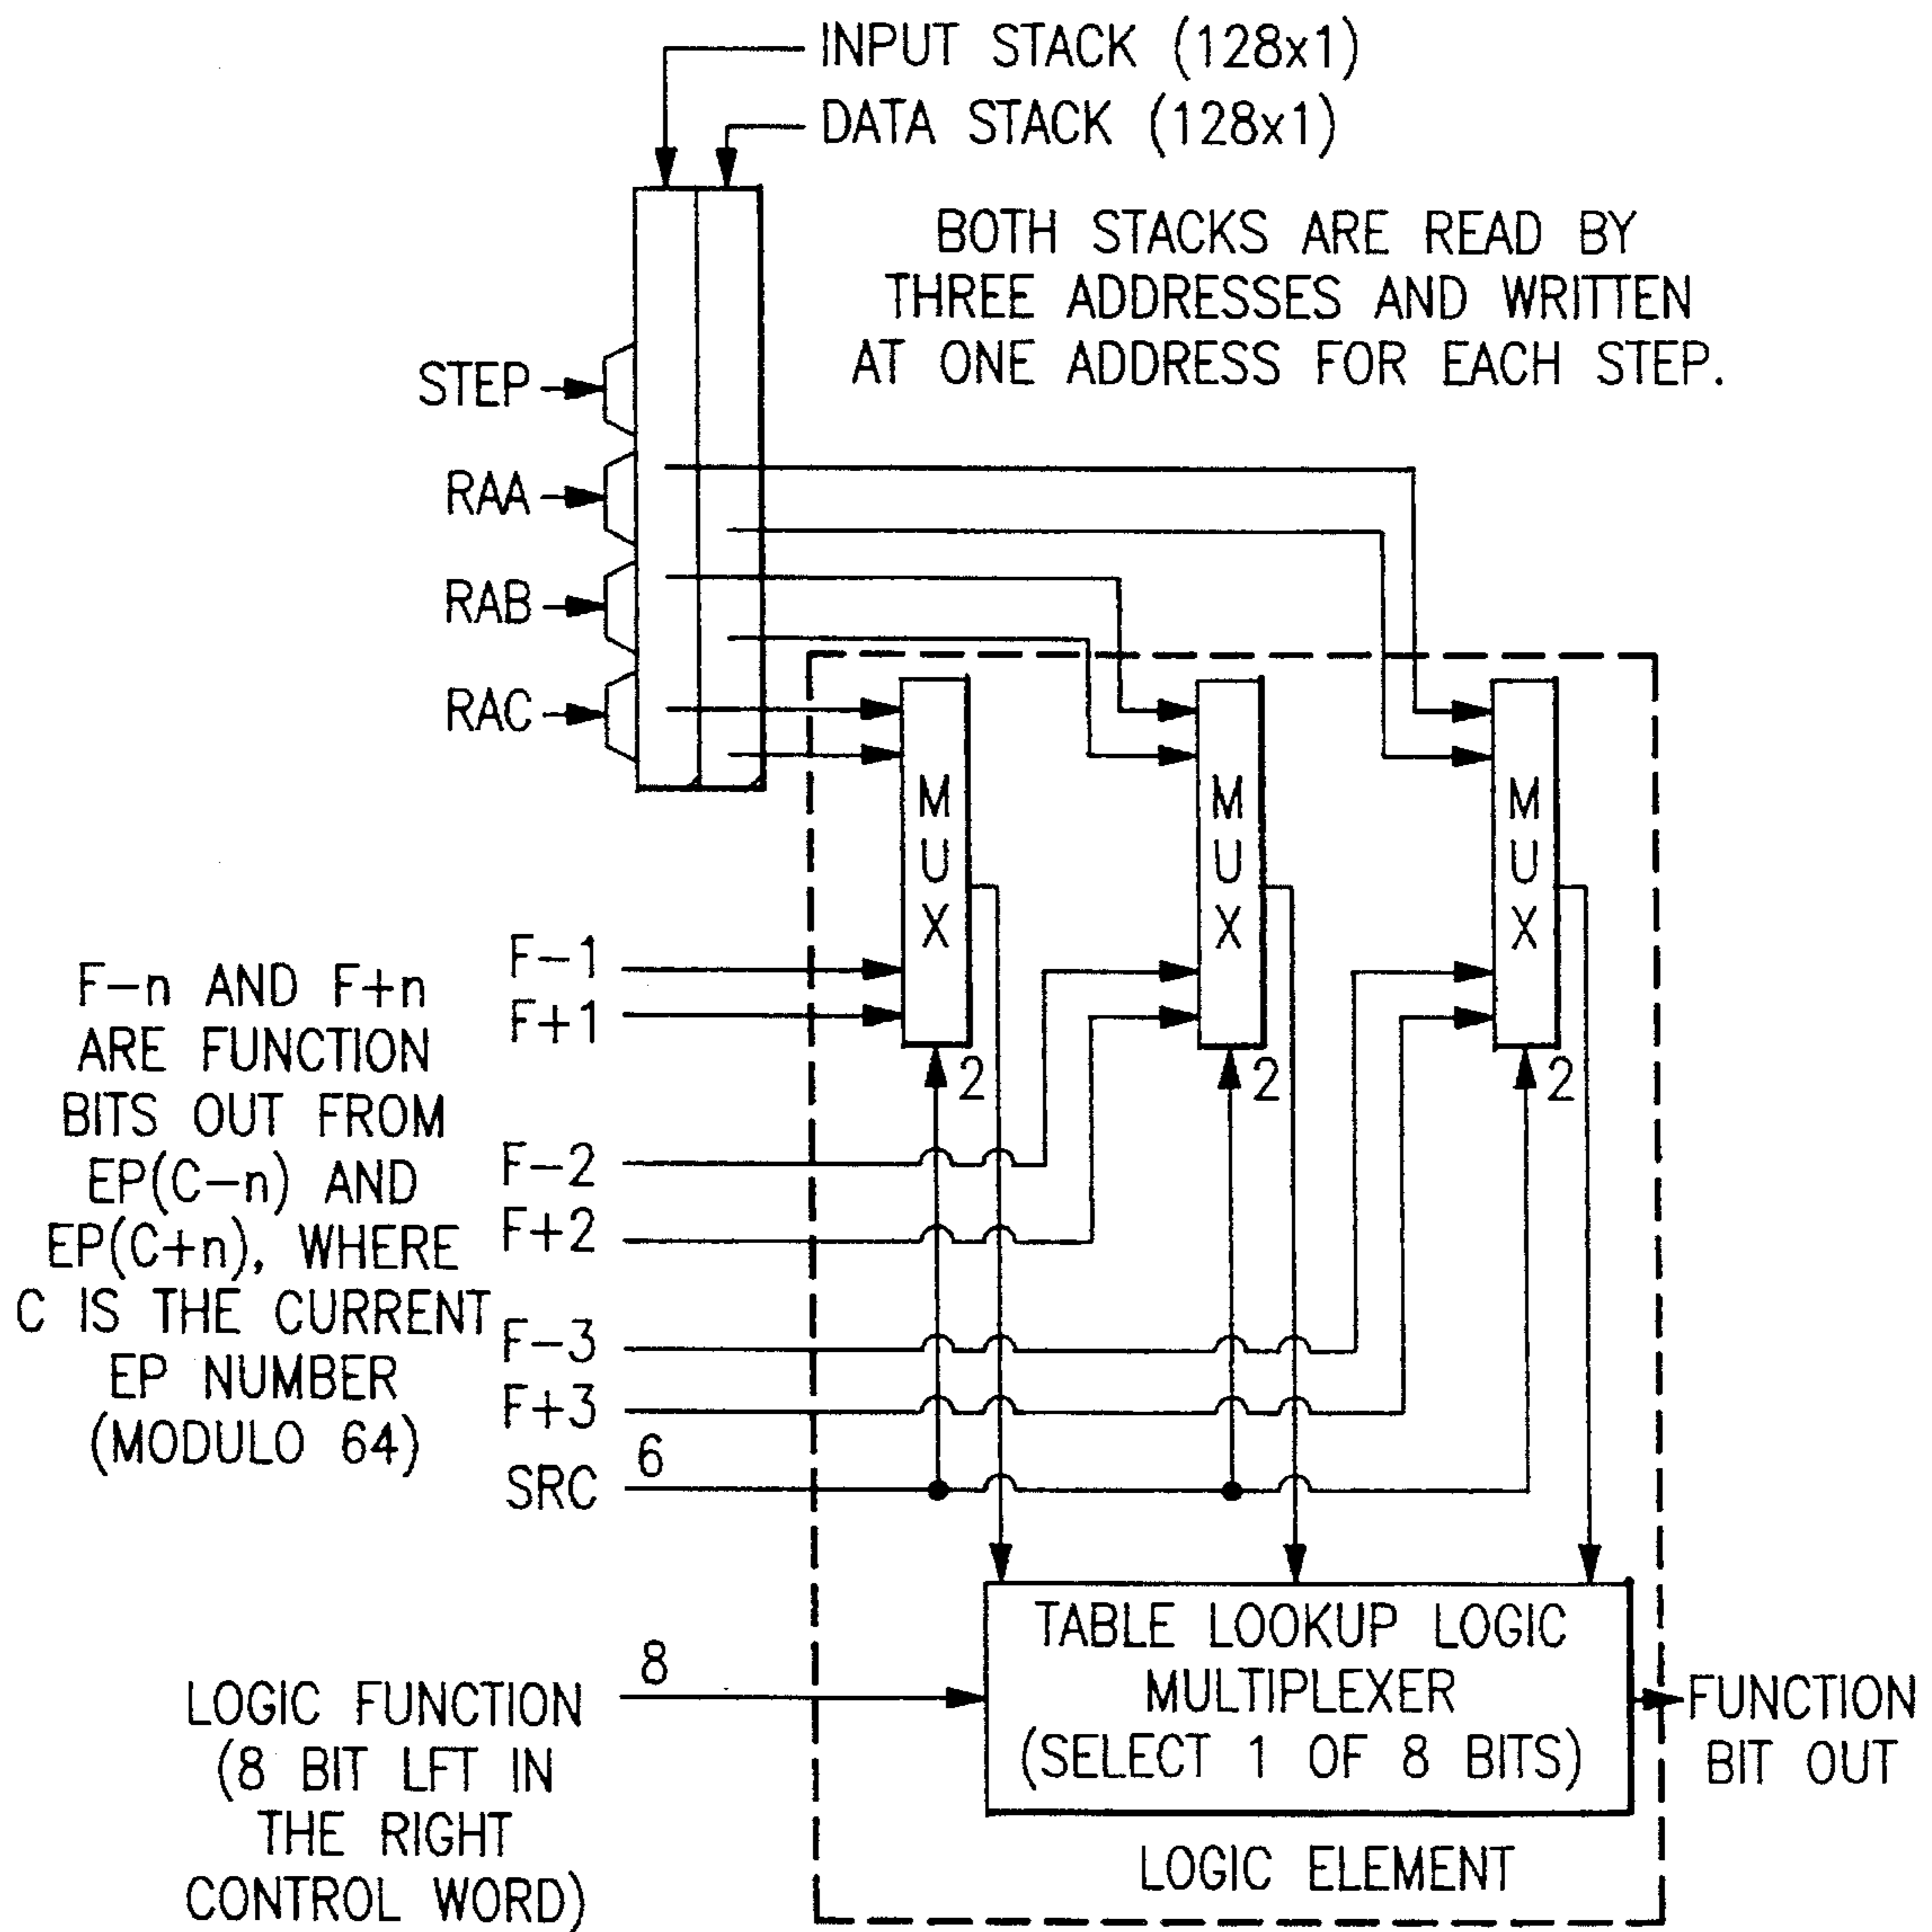 INPUT STACK (128x1)
DATA STACK (128x1)
BOTH STACKS ARE READ BY
THREE ADDRESSES AND WRITTEN
AT ONE ADDRESS FOR EACH STEP.
STEP
RAA
RAB
RAC
MUX
MUX
MUX
F-n AND F+n
ARE FUNCTION
BITS OUT FROM
EP(C-n) AND
EP(C+n), WHERE
C IS THE CURRENT
EP NUMBER
(MODULO 64)
F-1
F+1
2
2
2
F-2
F+2
F-3
F+3
SRC
6
8
LOGIC FUNCTION
(8 BIT LFT IN
THE RIGHT
CONTROL WORD)
TABLE LOOKUP LOGIC
MULTIPLEXER
(SELECT 1 OF 8 BITS)
LOGIC ELEMENT
FUNCTION
BIT OUT